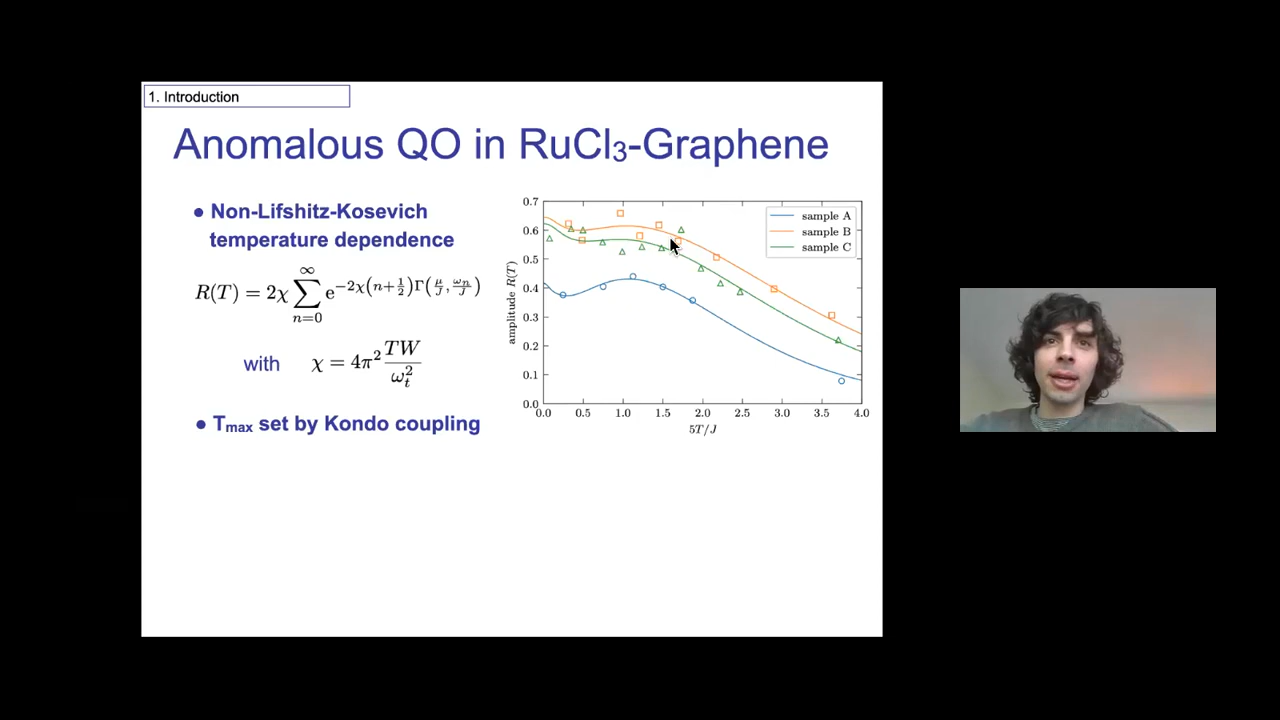 1. Introduction
Anomalous QO in RuCl₃-Graphene
● Non-Lifshitz-Kosevich
temperature dependence
R(T) = 2χ ∑_{n=0}^{∞} e^{−2χ(n+½)Γ(μ/J, ω_n/J)}
with χ = 4π² TW/ω_t²
● Tmax set by Kondo coupling
amplitude R(T)
0.7
0.6
0.5
0.4
0.3
0.2
0.1
0.0
sample A
sample B
sample C
0.0 0.5 1.0 1.5 2.0 2.5 3.0 3.5 4.0
5T/J